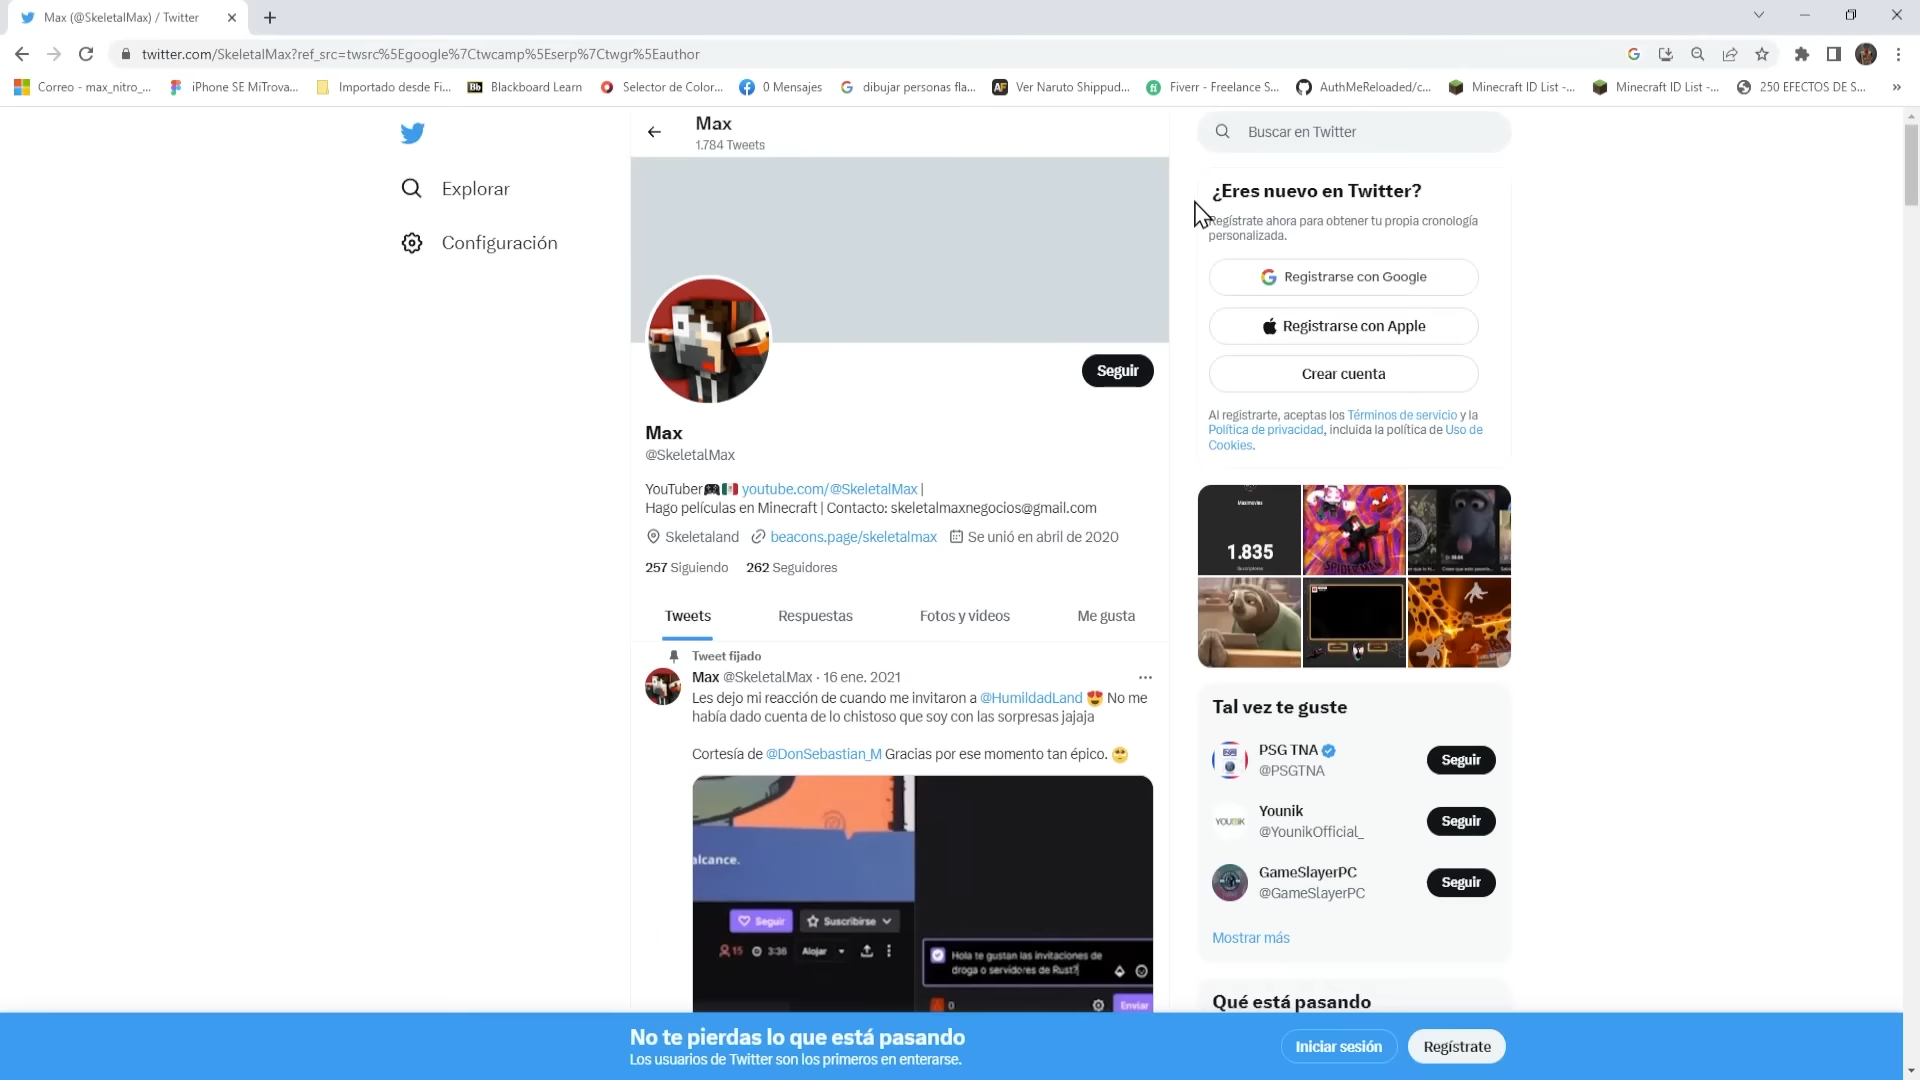 Max (@SkeletalMax) / Twitter
twitter.com/SkeletalMax?ref_src=twsrc%5Egoogle%7Ctwcamp%5Eserp%7Ctwgr%5Eauthor
Correo - max_nitro_...
iPhone SE MiTrova...
Importado desde Fi...
Bb Blackboard Learn
Selector de Color...
0 Mensajes
dibujar personas fla...
AF Ver Naruto Shippud...
fi Fiverr - Freelance S...
AuthMeReloaded/c...
Minecraft ID List -...
Minecraft ID List -...
250 EFECTOS DE S...
»
Explorar
Configuración
Max
1.784 Tweets
Seguir
Max
@SkeletalMax
YouTuber🎮🇲🇽 youtube.com/@SkeletalMax |
Hago películas en Minecraft | Contacto: skeletalmaxnegocios@gmail.com
Skeletaland beacons.page/skeletalmax Se unió en abril de 2020
257 Siguiendo 262 Seguidores
Tweets Respuestas Fotos y videos Me gusta
Tweet fijado
Max @SkeletalMax · 16 ene. 2021
Les dejo mi reacción de cuando me invitaron a @HumildadLand 😍 No me
había dado cuenta de lo chistoso que soy con las sorpresas jajaja
Cortesía de @DonSebastian_M Gracias por ese momento tan épico. 🥺
alcance.
Seguir Suscribirse
15 3:36 Alojar
Hola te gustan las invitaciones de
droga o servidores de Rust?
0
Enviar
Buscar en Twitter
¿Eres nuevo en Twitter?
Regístrate ahora para obtener tu propia cronología
personalizada.
Registrarse con Google
Registrarse con Apple
Crear cuenta
Al registrarte, aceptas los Términos de servicio y la
Política de privacidad, incluida la política de Uso de
Cookies.
1.835
Tal vez te guste
PSG TNA
@PSGTNA
Seguir
YOUNIK
Younik
@YounikOfficial_
Seguir
GameSlayerPC
@GameSlayerPC
Seguir
Mostrar más
Qué está pasando
No te pierdas lo que está pasando
Los usuarios de Twitter son los primeros en enterarse.
Iniciar sesión
Regístrate